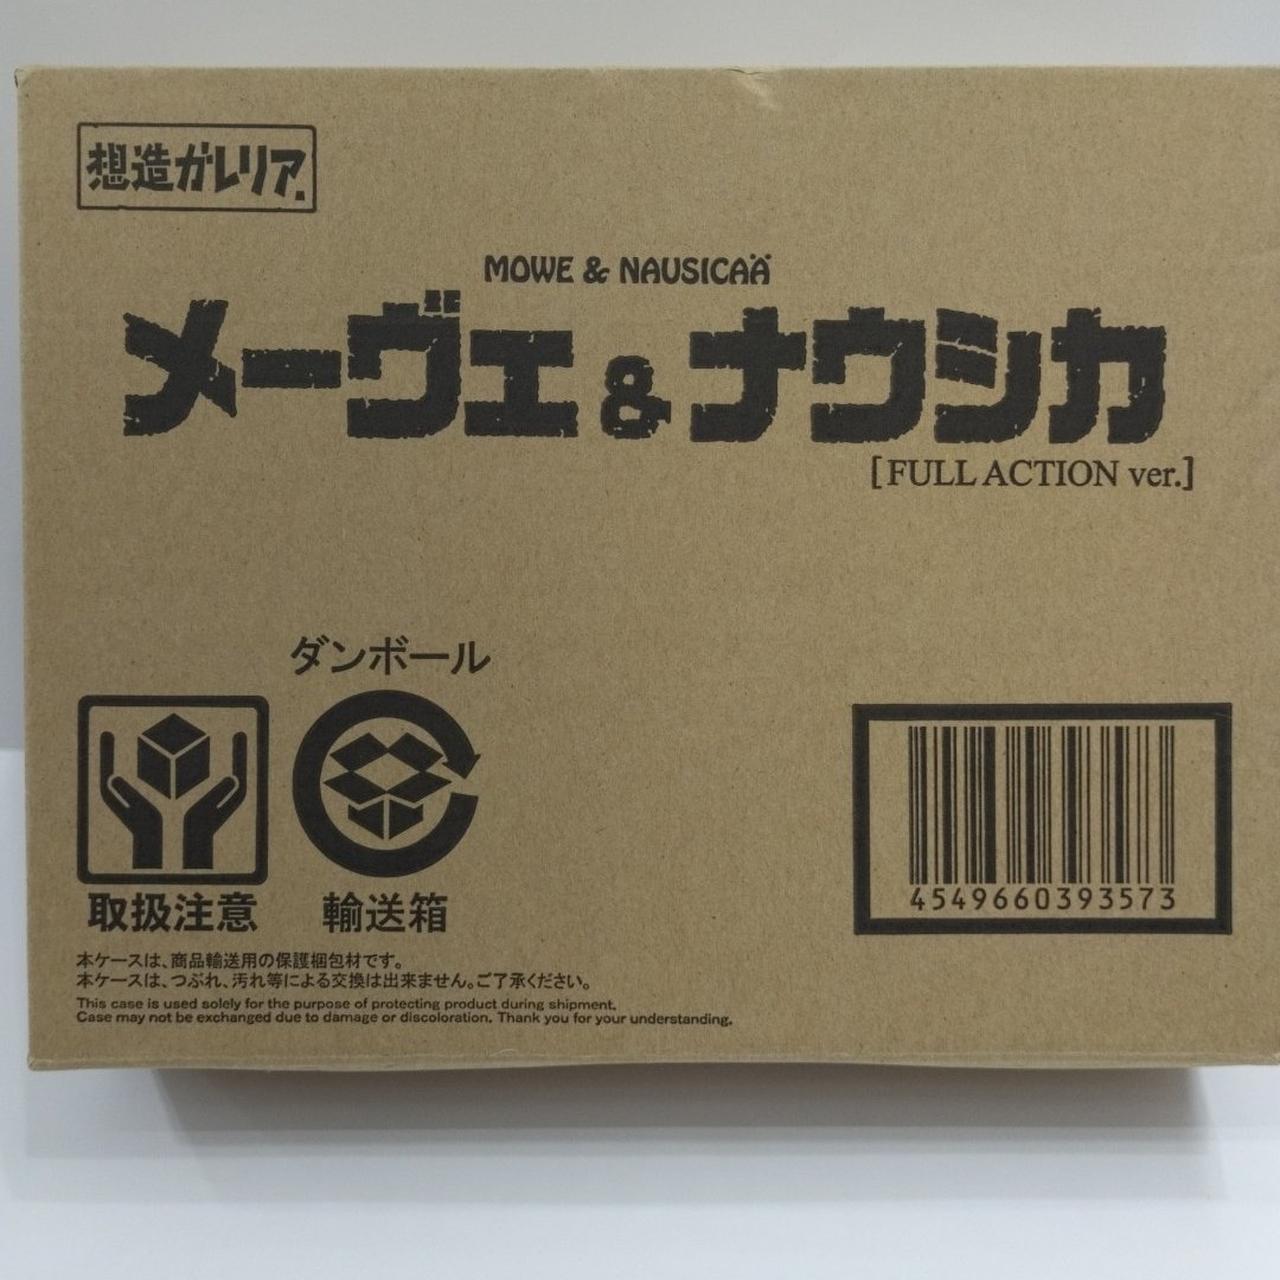 想造ガレリア.
MOWE & NAUSICAÄ
メーヴェ&ナウシカ
[FULL ACTION ver.]
ダンボール
取扱注意
輸送箱
4549660393573
本ケースは、商品輸送用の保護梱包材です。
本ケースは、つぶれ、汚れ等による交換は出来ません。ご了承ください。
This case is used solely for the purpose of protecting product during shipment.
Case may not be exchanged due to damage or discoloration. Thank you for your understanding.